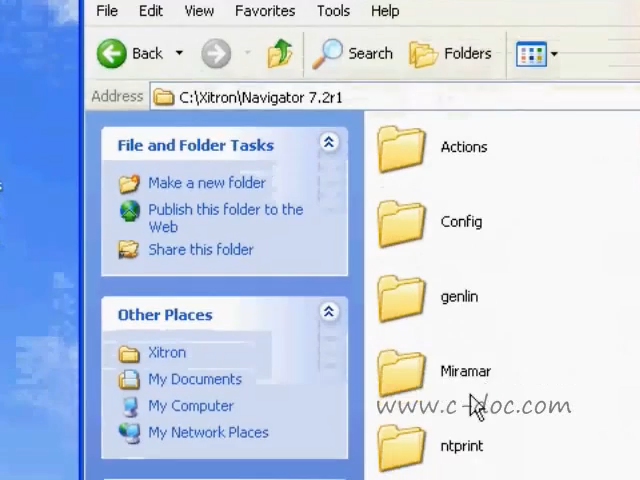 File Edit View Favorites Tools Help
Back Search Folders
Address C:\Xitron\Navigator 7.2r1
File and Folder Tasks
Make a new folder
Publish this folder to the
Web
Share this folder
Other Places
Xitron
My Documents
My Computer
My Network Places
Actions
Config
genlin
Miramar
www.c-doc.com
ntprint